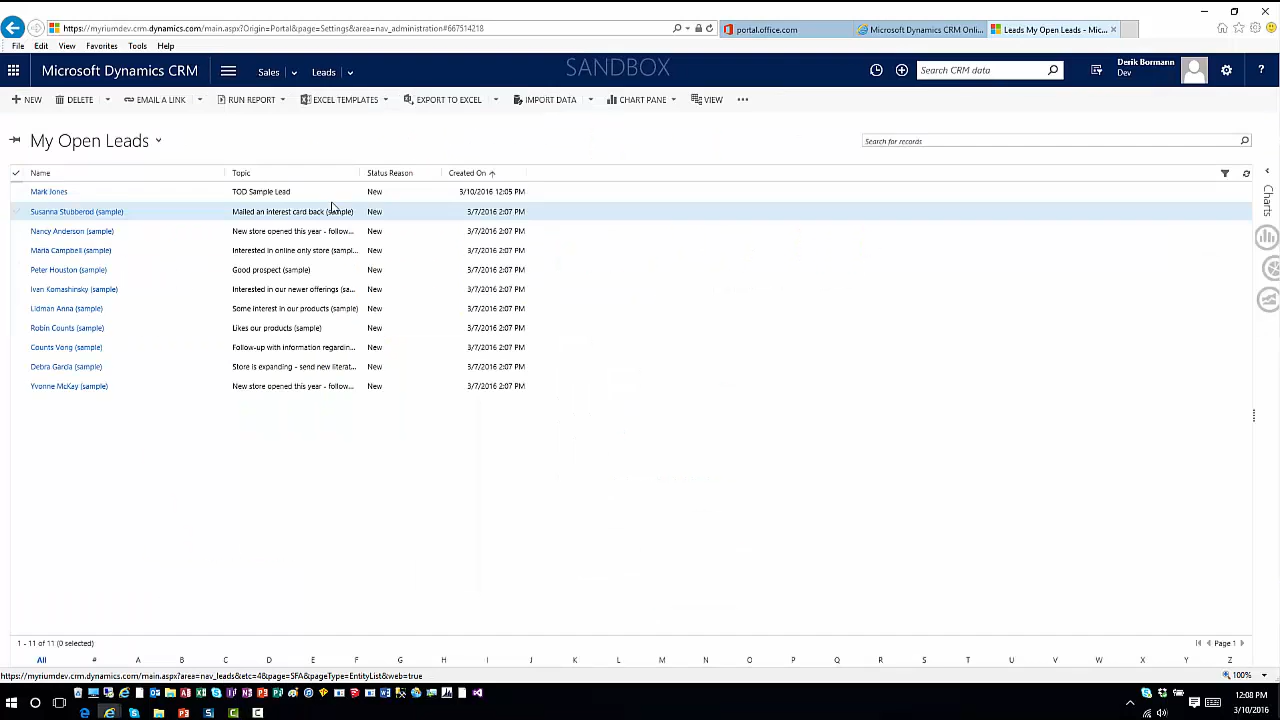 https://myriumdev.crm.dynamics.com/main.aspx?Origin=Portal&page=Settings&area=nav_administration#667514218
portal.office.com
Microsoft Dynamics CRM Onli...
Leads My Open Leads - Mic...
File Edit View Favorites Tools Help
Microsoft Dynamics CRM
Sales
Leads
SANDBOX
Search CRM data
Derik Bormann
Dev
?
NEW
DELETE
EMAIL A LINK
RUN REPORT
EXCEL TEMPLATES
EXPORT TO EXCEL
IMPORT DATA
CHART PANE
VIEW
My Open Leads
Search for records
Name Topic Status Reason Created On
Mark Jones TOD Sample Lead New 3/10/2016 12:05 PM
Susanna Stubberod (sample) Mailed an interest card back (sample) New 3/7/2016 2:07 PM
Nancy Anderson (sample) New store opened this year - follow... New 3/7/2016 2:07 PM
Maria Campbell (sample) Interested in online only store (sampl... New 3/7/2016 2:07 PM
Peter Houston (sample) Good prospect (sample) New 3/7/2016 2:07 PM
Ivan Komashinsky (sample) Interested in our newer offerings (sa... New 3/7/2016 2:07 PM
Lidman Anna (sample) Some interest in our products (sample) New 3/7/2016 2:07 PM
Robin Counts (sample) Likes our products (sample) New 3/7/2016 2:07 PM
Counts Vong (sample) Follow-up with information regardin... New 3/7/2016 2:07 PM
Debra Garcia (sample) Store is expanding - send new literat... New 3/7/2016 2:07 PM
Yvonne McKay (sample) New store opened this year - follow... New 3/7/2016 2:07 PM
Charts
1 - 11 of 11 (0 selected)
Page 1
All # A B C D E F G H I J K L M N O P Q R S T U V W X Y Z
https://myriumdev.crm.dynamics.com/main.aspx?area=nav_leads&etc=4&page=SFA&pageType=EntityList&web=true
100%
12:08 PM
3/10/2016